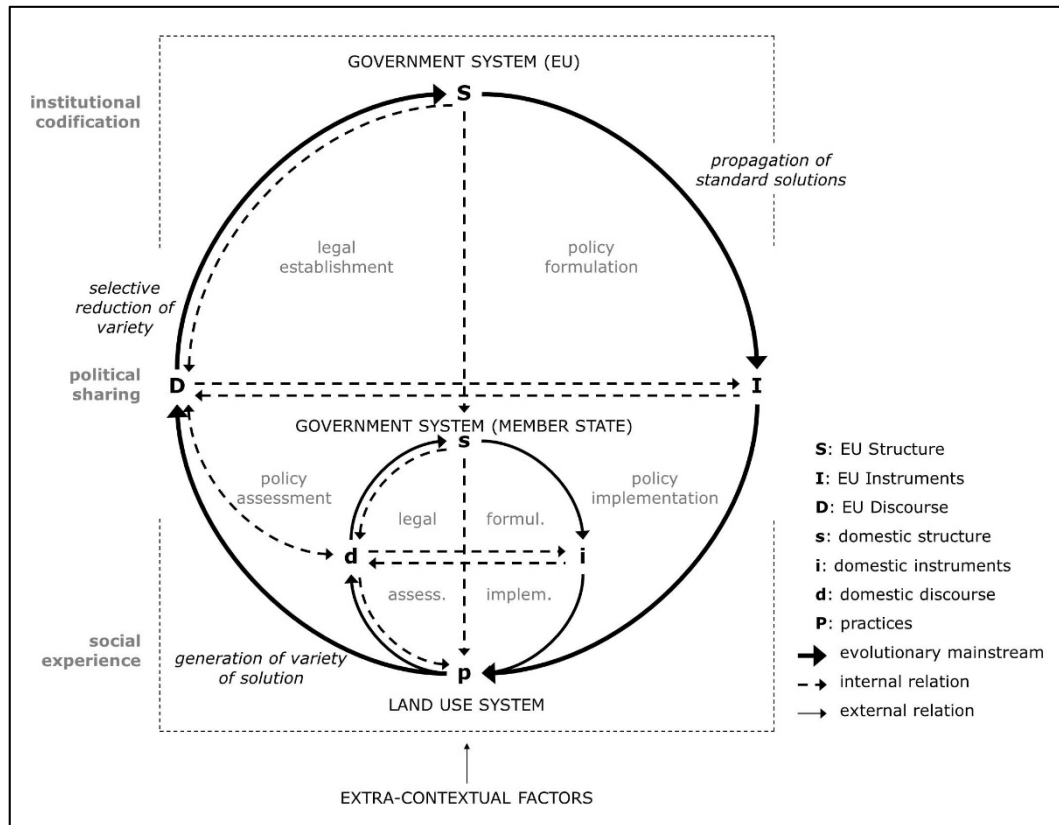 GOVERNMENT SYSTEM (EU)
S
institutional
codification
propagation of
standard solutions
legal
establishment
policy
formulation
selective
reduction of
variety
political
sharing
D
I
GOVERNMENT SYSTEM (MEMBER STATE)
s
policy
assessment
policy
implementation
legal
formul.
d
i
assess.
implem.
social
experience
generation of variety
of solution
p
LAND USE SYSTEM
EXTRA-CONTEXTUAL FACTORS
S: EU Structure
I: EU Instruments
D: EU Discourse
s: domestic structure
i: domestic instruments
d: domestic discourse
P: practices
evolutionary mainstream
internal relation
external relation